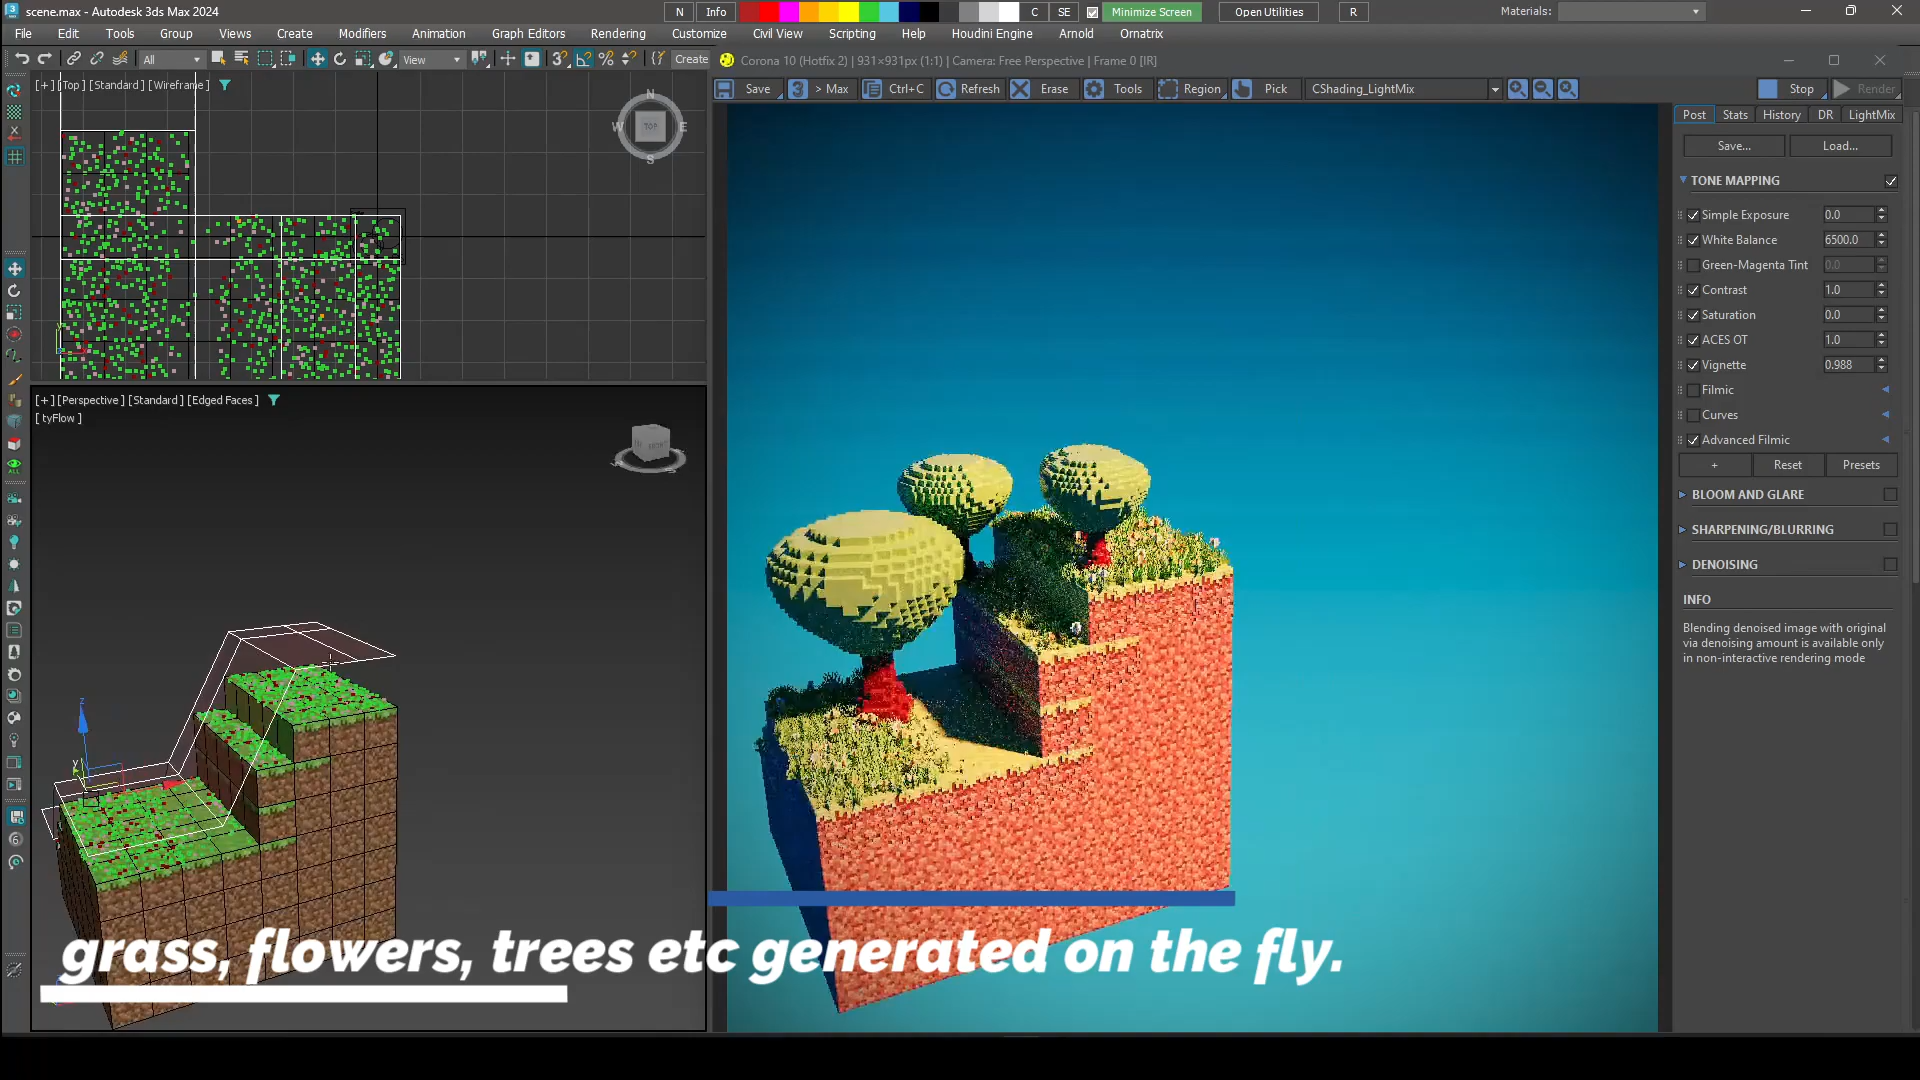 scene.max - Autodesk 3ds Max 2024
N Info C SE Minimize Screen Open Utilities R Materials:
File Edit Tools Group Views Create Modifiers Animation Graph Editors Rendering Customize Civil View Scripting Help Houdini Engine Arnold Ornatrix
All View Create
Corona 10 (Hotfix 2) | 931×931px (1:1) | Camera: Free Perspective | Frame 0 [IR]
Save 3 > Max Ctrl+C Refresh Erase Tools Region Pick CShading_LightMix Stop Render
[+] [Top] [Standard] [Wireframe]
N
W TOP E
S
Post Stats History DR LightMix
Save... Load...
TONE MAPPING
Simple Exposure 0.0
White Balance 6500.0
Green-Magenta Tint 0.0
Contrast 1.0
Saturation 0.0
ACES OT 1.0
Vignette 0.988
Filmic
Curves
Advanced Filmic
+ Reset Presets
BLOOM AND GLARE
SHARPENING/BLURRING
DENOISING
INFO
Blending denoised image with original
via denoising amount is available only
in non-interactive rendering mode
[+] [Perspective] [Standard] [Edged Faces]
[ tyFlow ]
z
y
grass, flowers, trees etc generated on the fly.